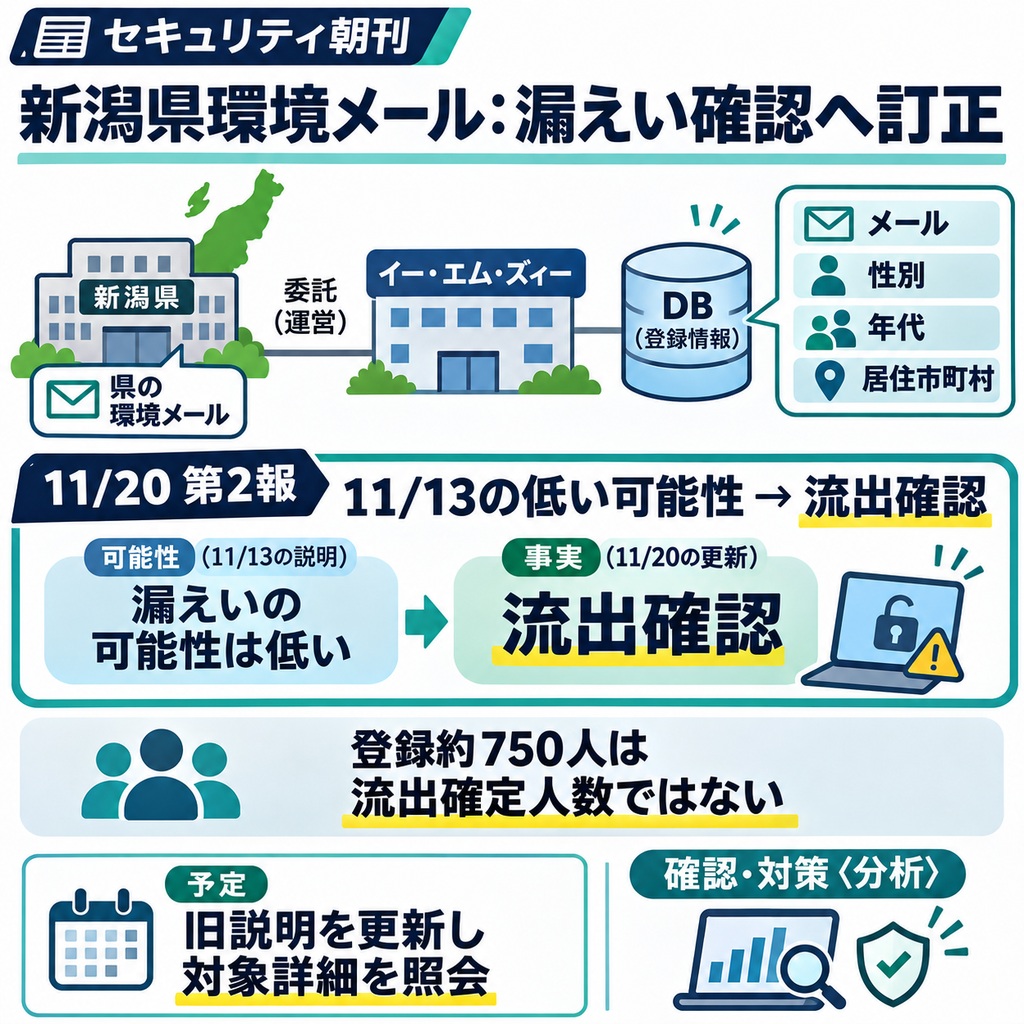 セキュリティ朝刊
新潟県環境メール：漏えい確認へ訂正
新潟県
県の
環境メール
委託
（運営）
イー・エム・ズィー
DB
（登録情報）
メール
性別
年代
居住市町村
11/20 第2報
11/13の低い可能性 → 流出確認
可能性 （11/13の説明）
漏えいの
可能性は低い
事実 （11/20の更新）
流出確認
登録約750人は
流出確定人数ではない
予定
旧説明を更新し
対象詳細を照会
確認・対策〈分析〉